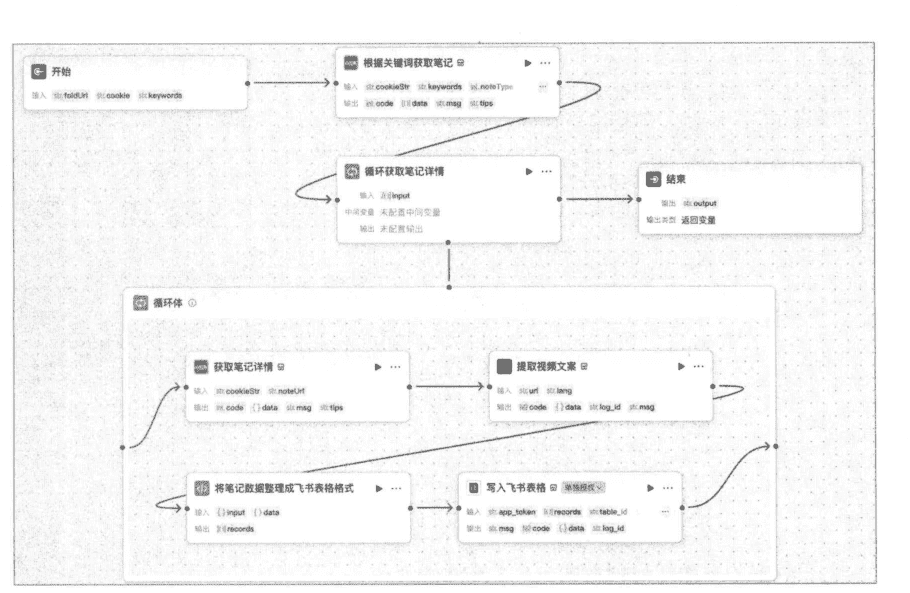 开始
输入 str.foldUrl str.cookie str.keywords
根据关键词获取笔记
输入 str.cookieStr str.keywords int.noteType ...
输出 int.code [] data str.msg str.tips
循环获取笔记详情
输入 input
中间变量 未配置中间变量
输出 未配置输出
结束
输出 str.output
输出类型 返回变量
循环体
获取笔记详情
输入 str.cookieStr str.noteUrl
输出 int.code {} data str.msg str.tips
提取视频文案
输入 str.url str.lang
输出 code {} data str.log_id str.msg
将笔记数据整理成飞书表格格式
输入 {} input {} data
输出 records
写入飞书表格 单独授权
输入 str.app_token records str.table_id ...
输出 str.msg code {} data str.log_id